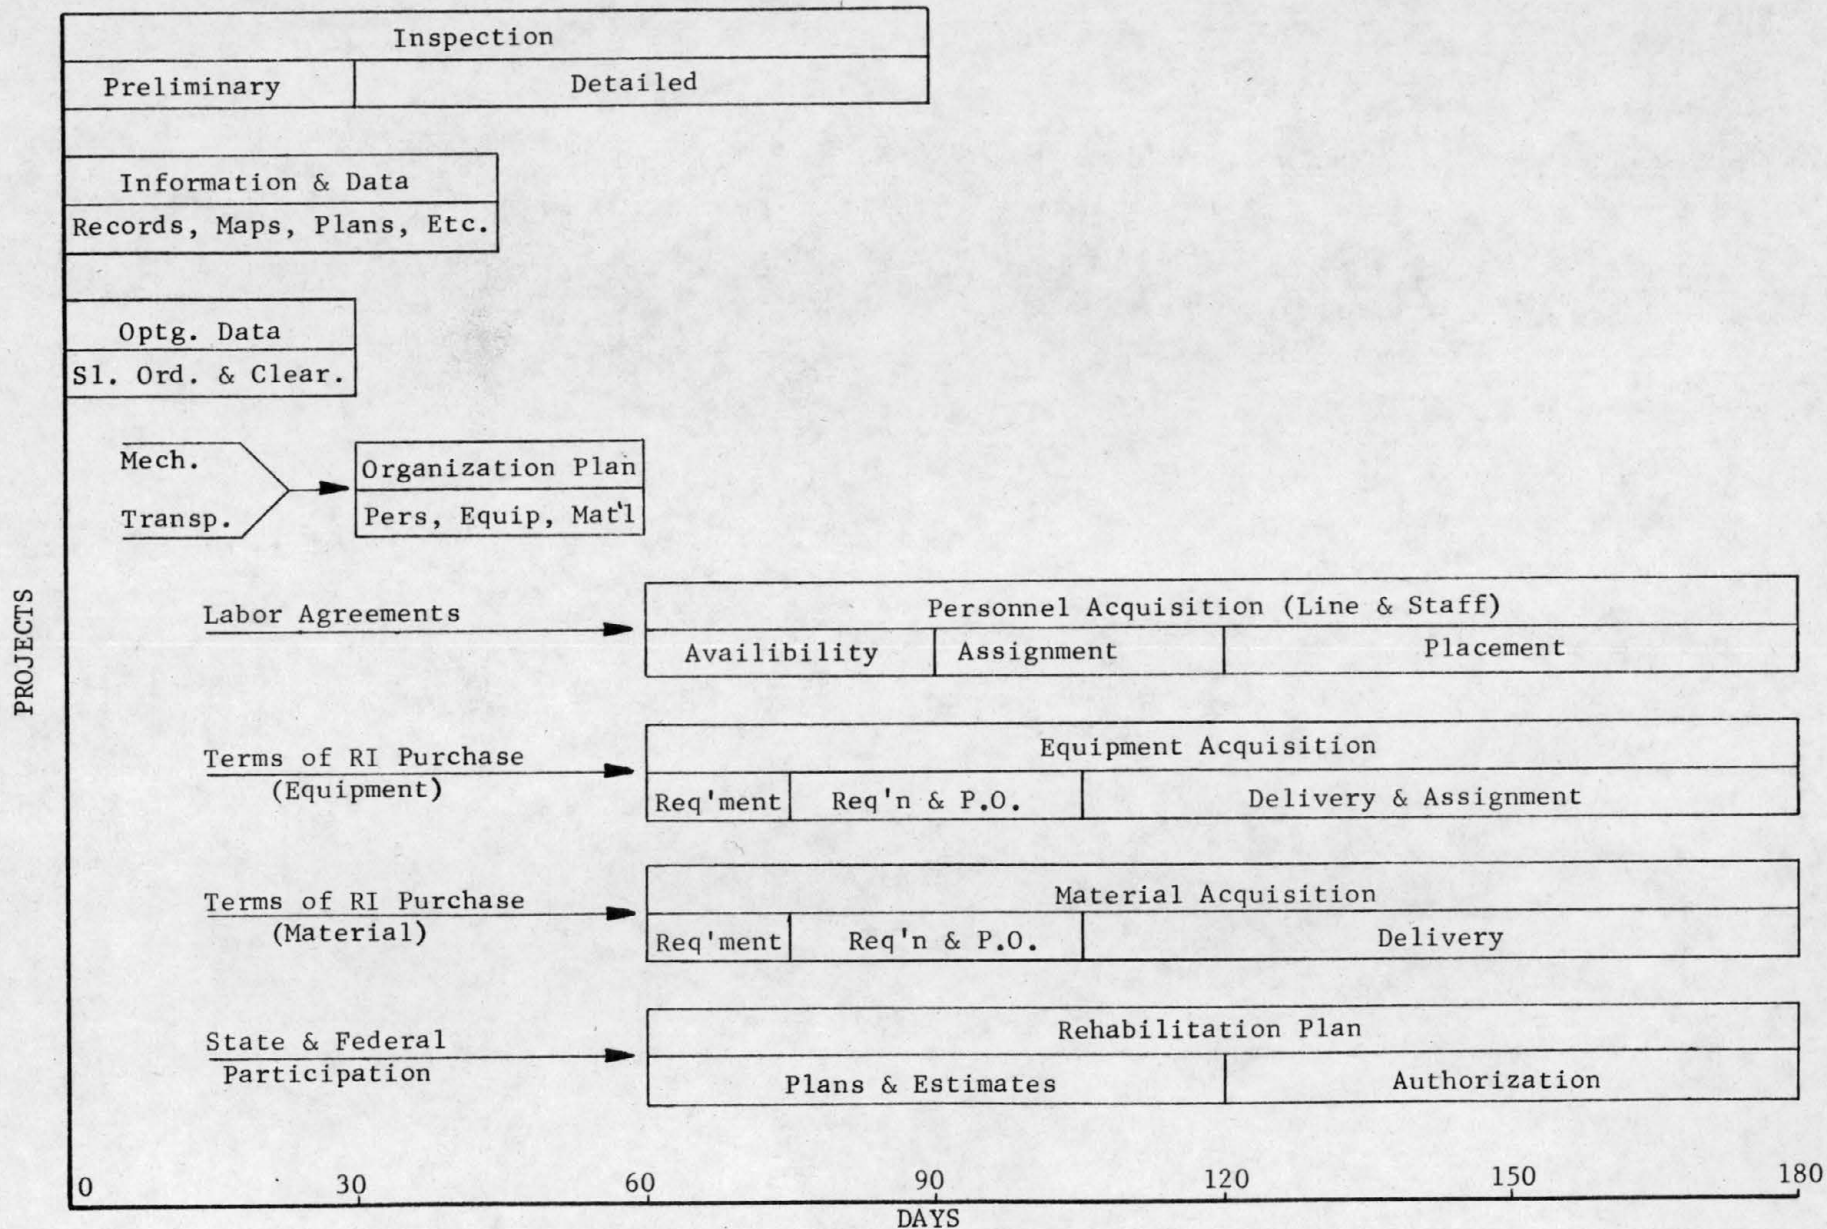 Inspection
Preliminary
Detailed
Information & Data
Records, Maps, Plans, Etc.
Optg. Data
Sl. Ord. & Clear.
Mech.
Transp.
Organization Plan
Pers, Equip, Mat'l
PROJECTS
Labor Agreements
Personnel Acquisition (Line & Staff)
Availibility
Assignment
Placement
Terms of RI Purchase
(Equipment)
Equipment Acquisition
Req'ment
Req'n & P.O.
Delivery & Assignment
Terms of RI Purchase
(Material)
Material Acquisition
Req'ment
Req'n & P.O.
Delivery
State & Federal
Participation
Rehabilitation Plan
Plans & Estimates
Authorization
0 30 60 90 120 150 180
DAYS